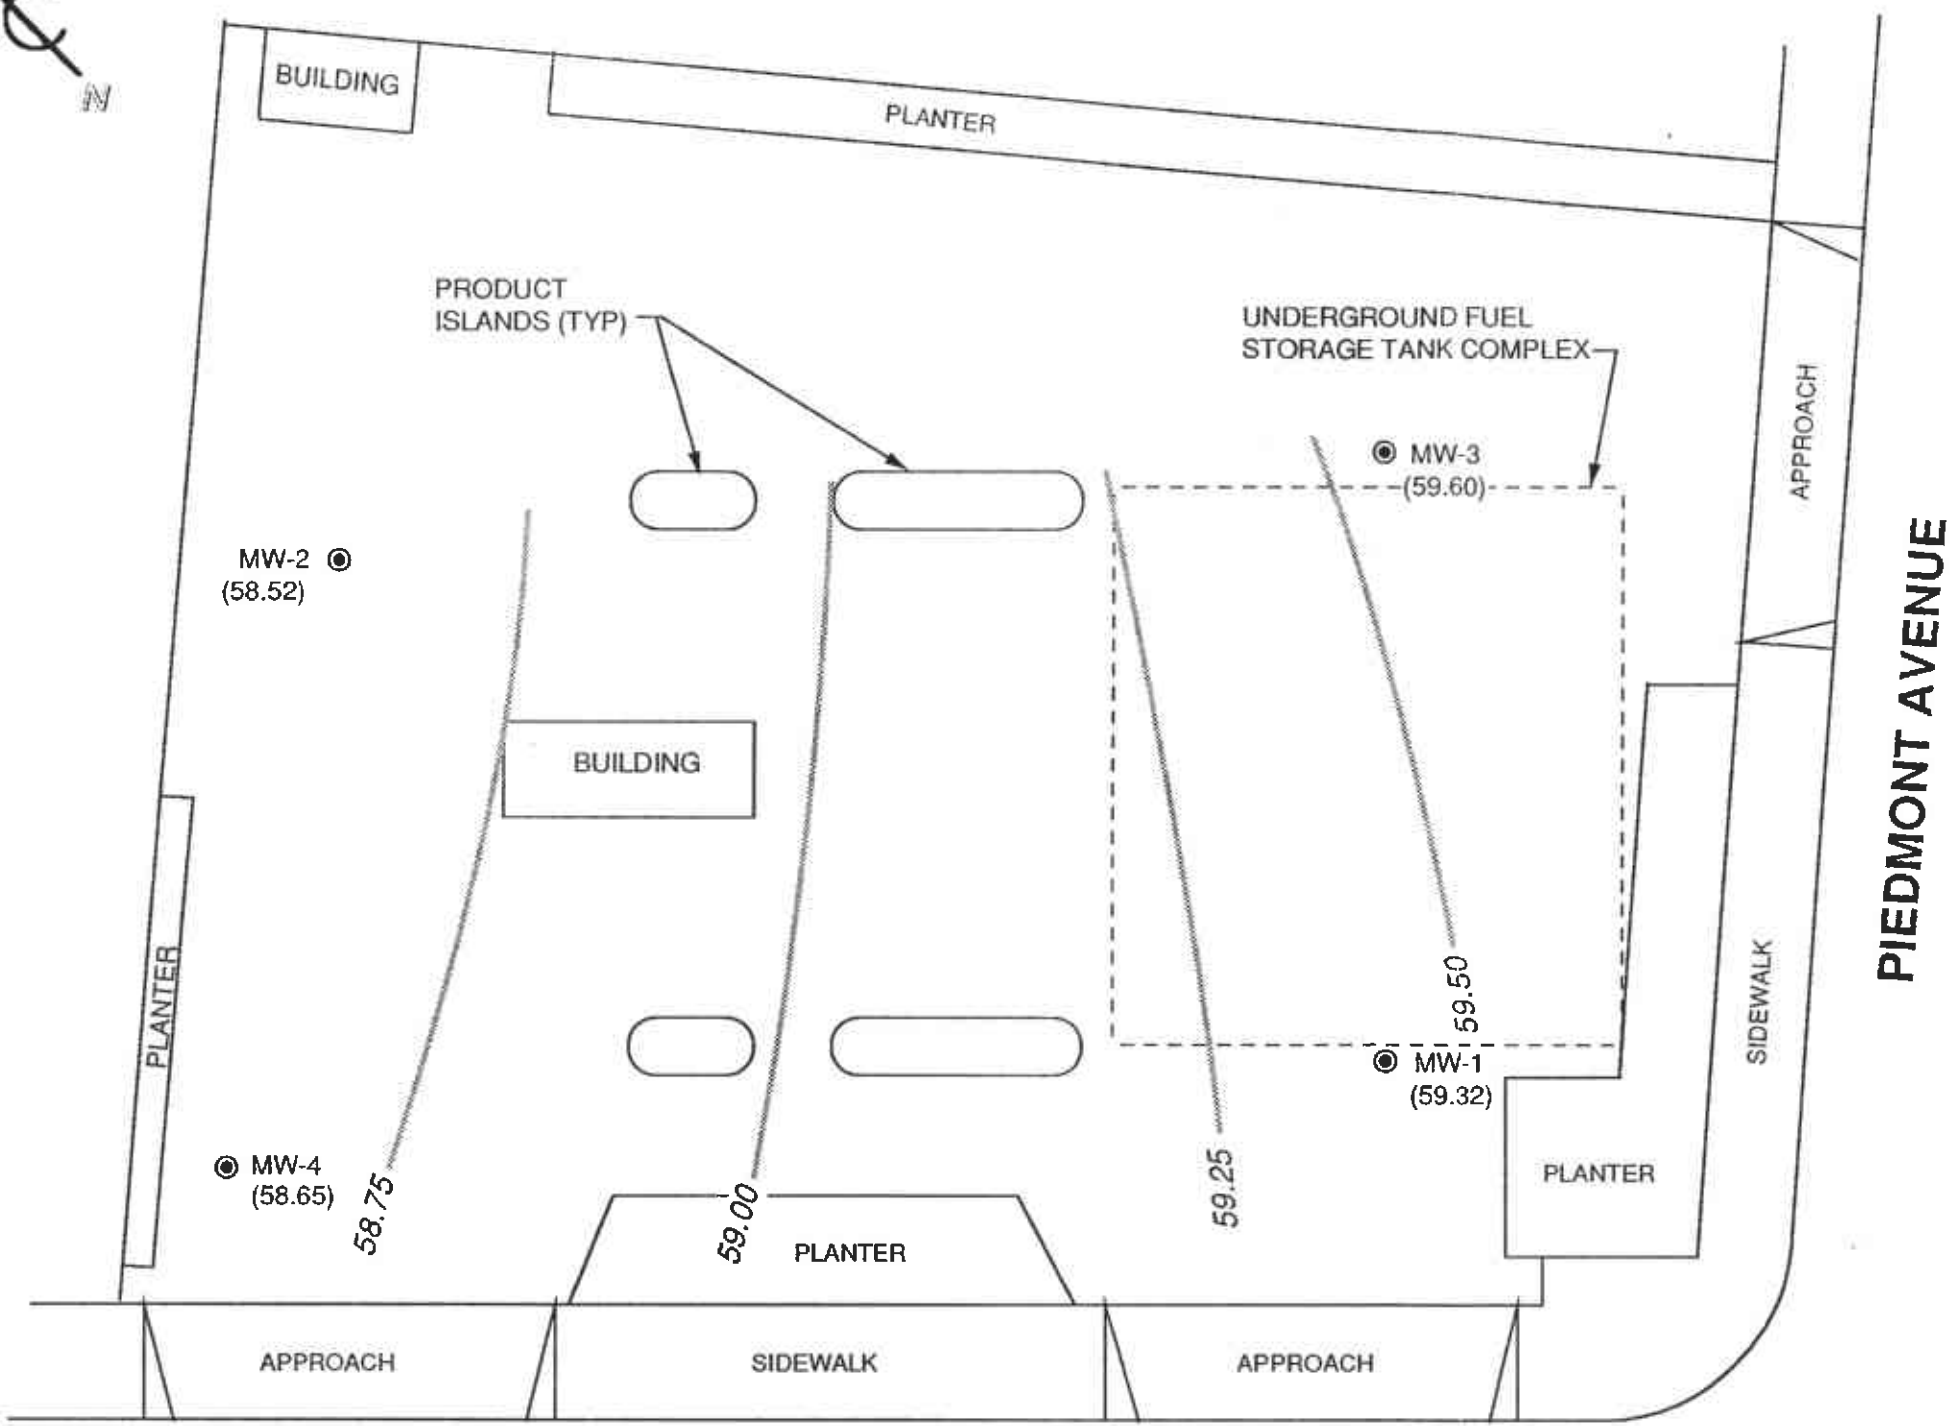 N
BUILDING
PLANTER
PRODUCT
ISLANDS (TYP)
UNDERGROUND FUEL
STORAGE TANK COMPLEX
APPROACH
MW-3
(59.60)
MW-2
(58.52)
PIEDMONT AVENUE
BUILDING
PLANTER
SIDEWALK
59.50
MW-1
(59.32)
MW-4
(58.65)
58.75
59.00
59.25
PLANTER
PLANTER
APPROACH
SIDEWALK
APPROACH